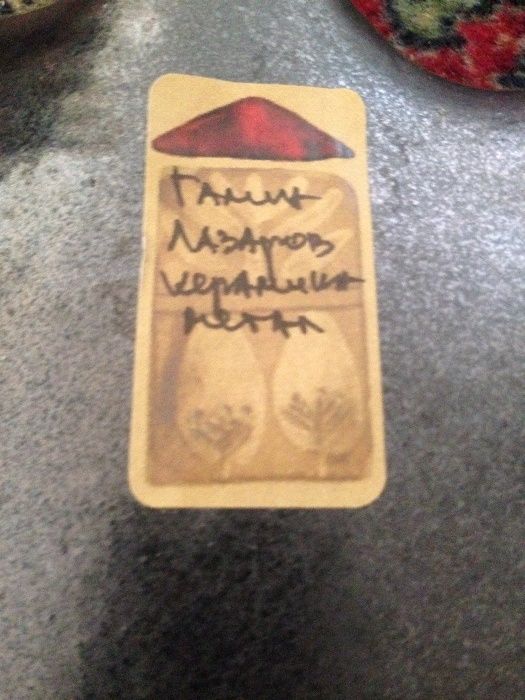 Галин
Лазаров
керамика
метал